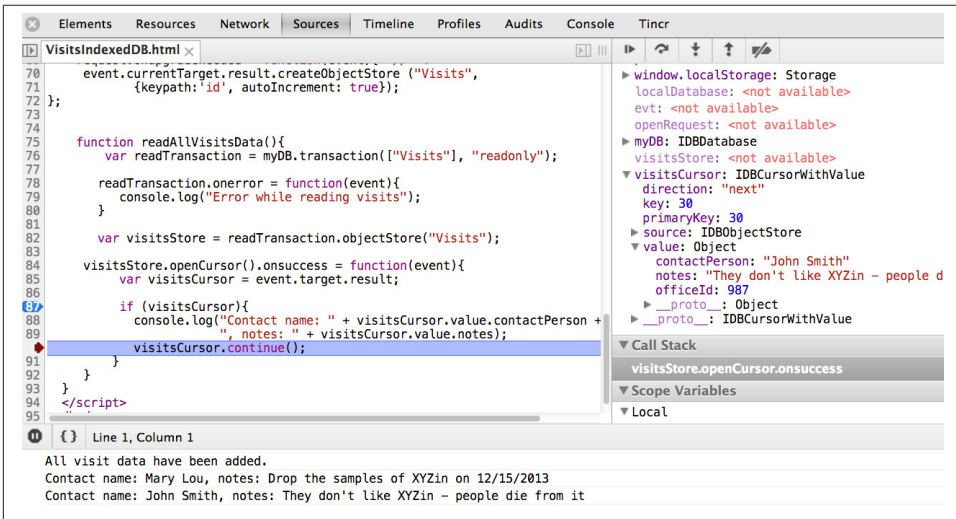 Elements Resources Network Sources Timeline Profiles Audits Console Tincr
VisitsIndexedDB.html
70 event.currentTarget.result.createObjectStore ("Visits",
71 {keypath:'id', autoIncrement: true});
72 };
73
74
75 function readAllVisitsData(){
76 var readTransaction = myDB.transaction(["Visits"], "readonly");
77
78 readTransaction.onerror = function(event){
79 console.log("Error while reading visits");
80 }
81
82 var visitsStore = readTransaction.objectStore("Visits");
83
84 visitsStore.openCursor().onsuccess = function(event){
85 var visitsCursor = event.target.result;
86
87 if (visitsCursor){
88 console.log("Contact name: " + visitsCursor.value.contactPerson +
89 ", notes: " + visitsCursor.value.notes);
visitsCursor.continue();
91 }
92 }
93 }
94 </script>
95
window.localStorage: Storage
localDatabase: <not available>
evt: <not available>
openRequest: <not available>
myDB: IDBDatabase
visitsStore: <not available>
visitsCursor: IDBCursorWithValue
direction: "next"
key: 30
primaryKey: 30
source: IDBObjectStore
value: Object
contactPerson: "John Smith"
notes: "They don't like XYZin – people d
officeId: 987
__proto__: Object
__proto__: IDBCursorWithValue
Call Stack
visitsStore.openCursor.onsuccess
Scope Variables
Local
{} Line 1, Column 1
All visit data have been added.
Contact name: Mary Lou, notes: Drop the samples of XYZin on 12/15/2013
Contact name: John Smith, notes: They don't like XYZin – people die from it